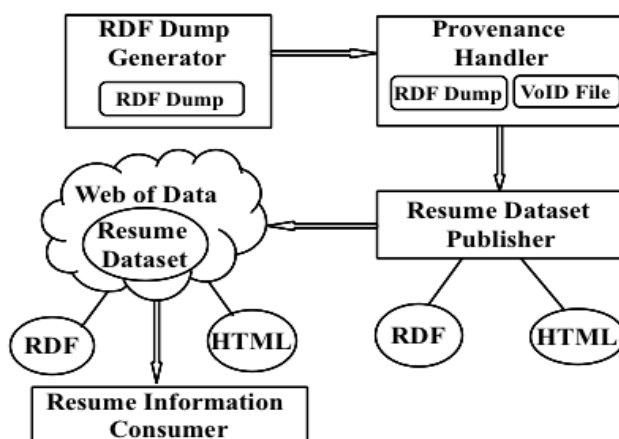 RDF Dump
Generator
RDF Dump
Provenance
Handler
RDF Dump
VoID File
Web of Data
Resume
Dataset
Resume Dataset
Publisher
RDF
HTML
RDF
HTML
Resume Information
Consumer